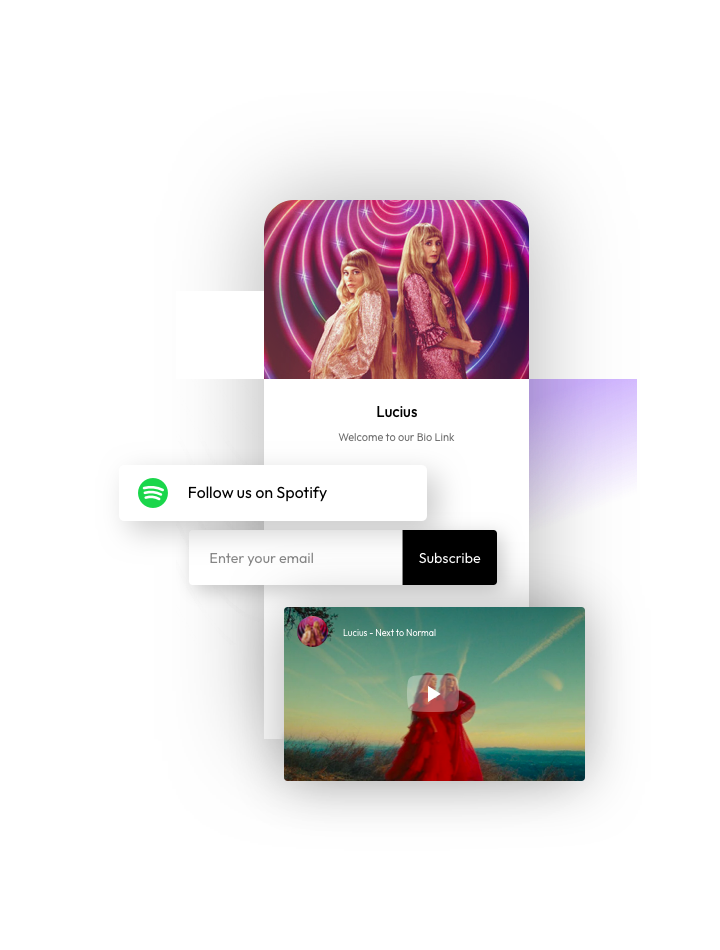 Lucius
Welcome to our Bio Link
Follow us on Spotify
Enter your email
Subscribe
Lucius - Next to Normal